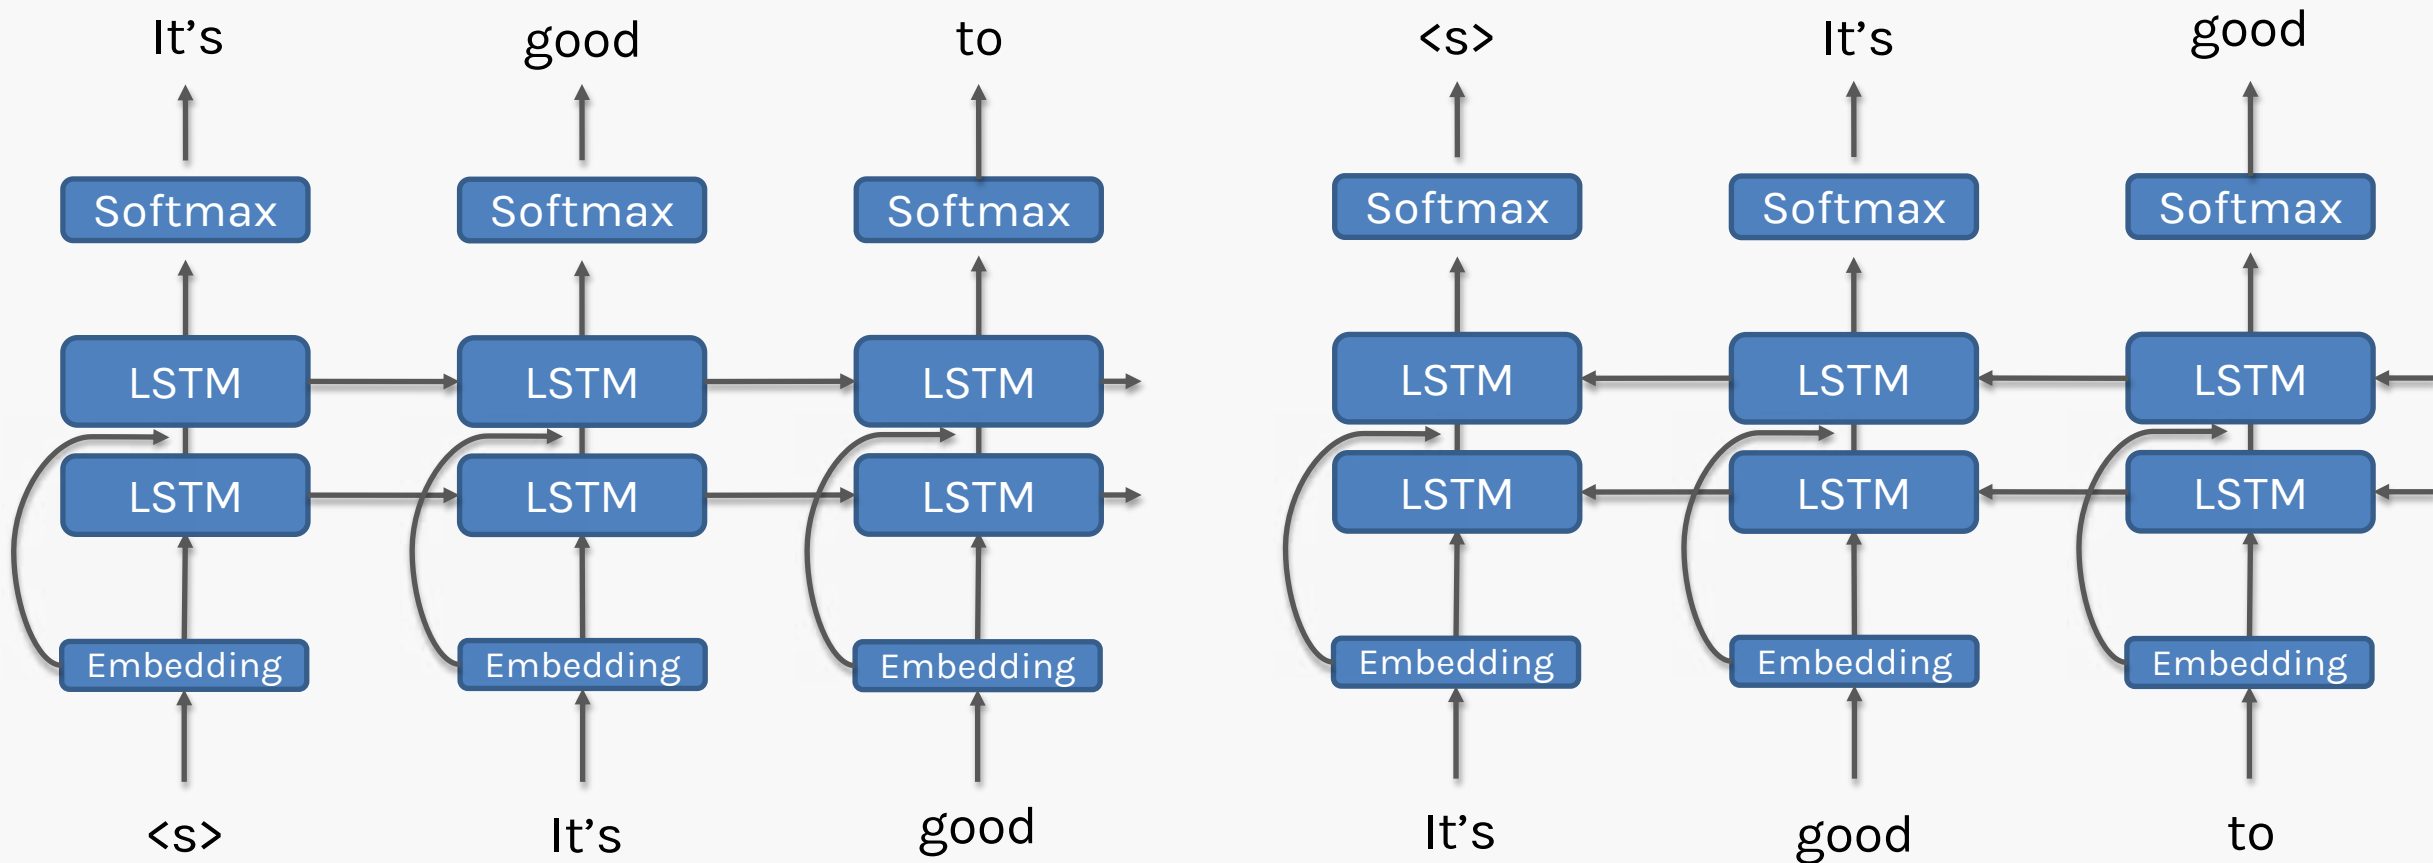 It's good to <s> It's good
Softmax Softmax Softmax Softmax Softmax Softmax
LSTM LSTM LSTM LSTM LSTM LSTM
LSTM LSTM LSTM LSTM LSTM LSTM
Embedding Embedding Embedding Embedding Embedding Embedding
<s> It's good It's good to